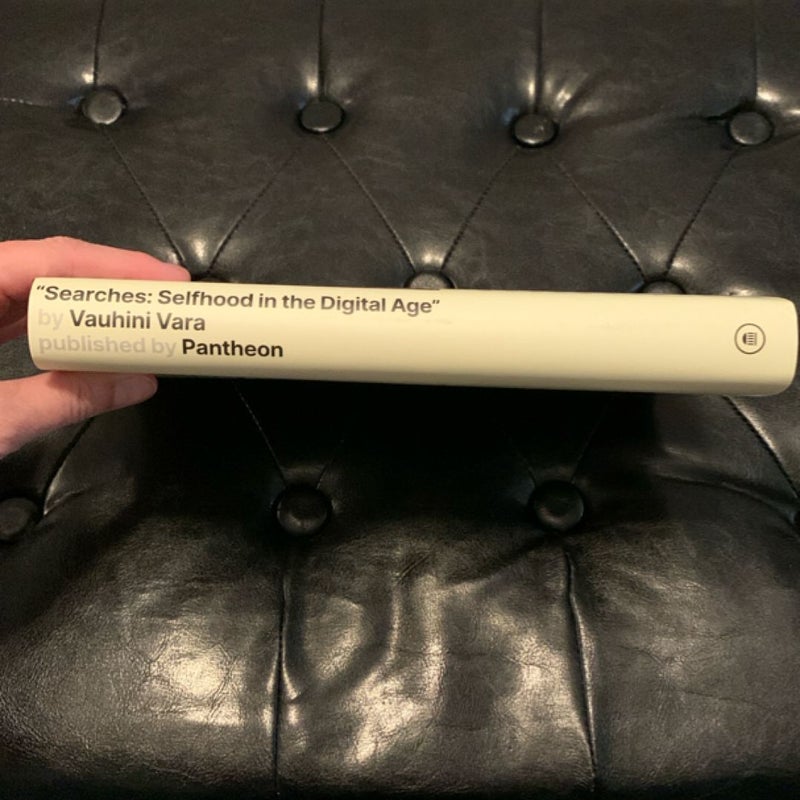 “Searches: Selfhood in the Digital Age”
by Vauhini Vara
published by Pantheon